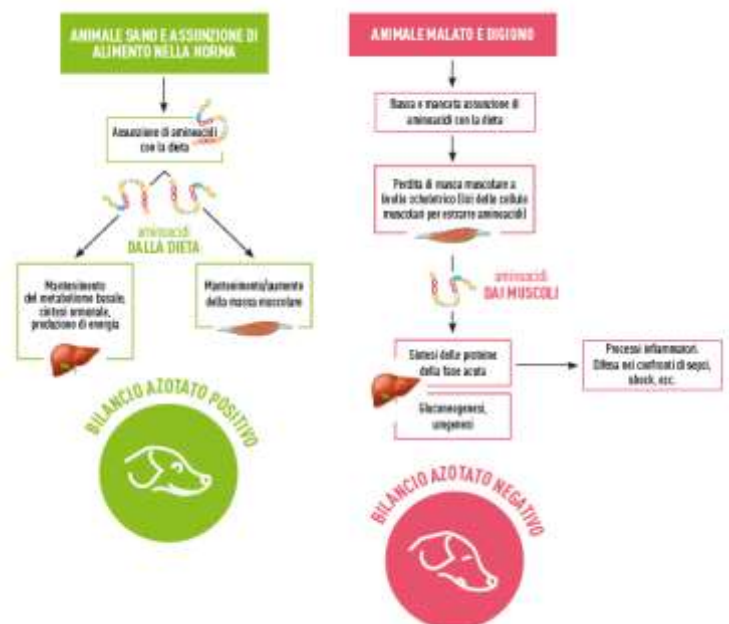 ANIMALE SANO E ASSUNZIONE DI
ALIMENTO NELLA NORMA
Assunzione di aminoacidi
con la dieta
aminoacidi
DALLA DIETA
Mantenimento
del metabolismo basale,
sintesi ormonale,
produzione di energia
Mantenimento/aumento
della massa muscolare
BILANCIO AZOTATO POSITIVO
ANIMALE MALATO E DIGIUNO
Bassa o mancata assunzione di
aminoacidi con la dieta
Perdita di massa muscolare a
livello scheletrico (lisi delle cellule
muscolari per estrarre aminoacidi)
aminoacidi
DAI MUSCOLI
Sintesi delle proteine
della fase acuta
Gluconeogenesi,
ureagenesi
Processi infiammatori.
Difesa nei confronti di sepsi,
shock, ecc.
BILANCIO AZOTATO NEGATIVO